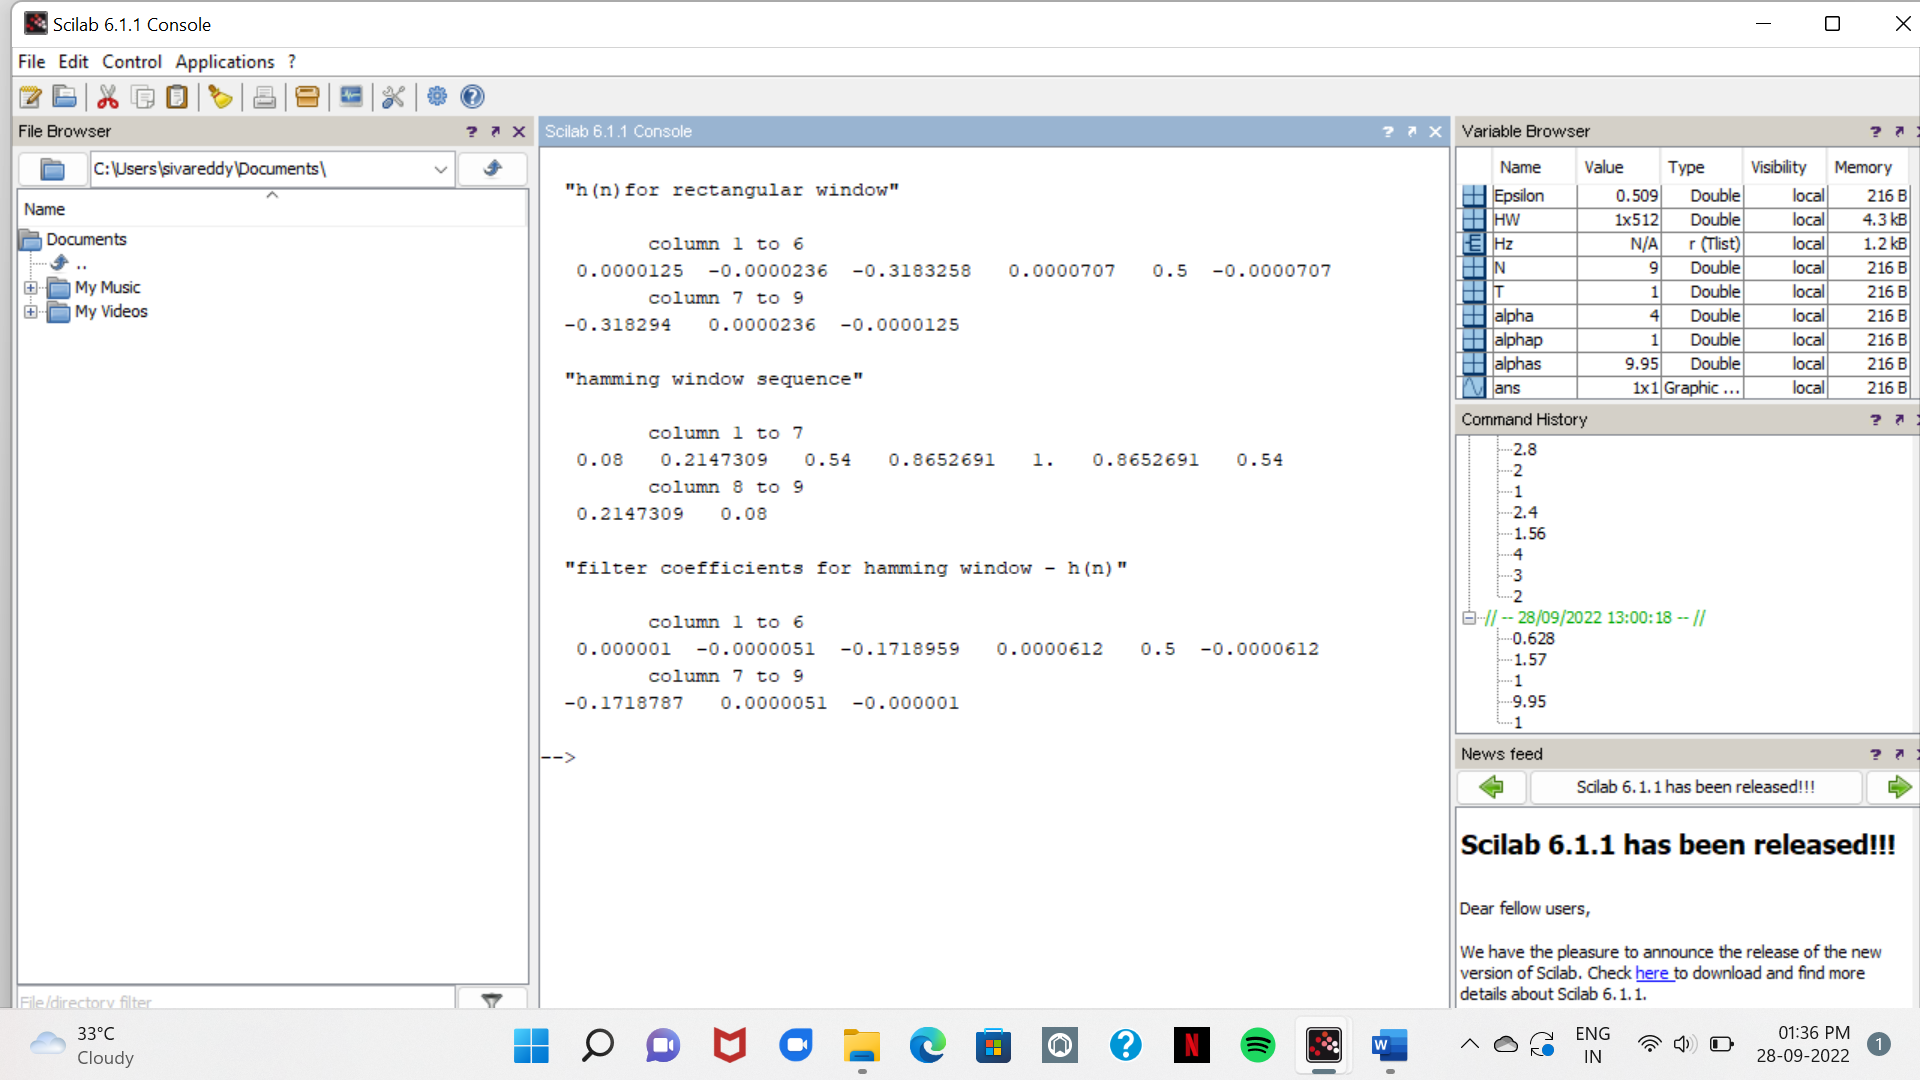 Scilab 6.1.1 Console
File Edit Control Applications ?
File Browser
C:\Users\sivareddy\Documents\
Name
Documents
..
My Music
My Videos
File/directory filter
Scilab 6.1.1 Console
"h(n)for rectangular window"
column 1 to 6
0.0000125 -0.0000236 -0.3183258 0.0000707 0.5 -0.0000707
column 7 to 9
-0.318294 0.0000236 -0.0000125
"hamming window sequence"
column 1 to 7
0.08 0.2147309 0.54 0.8652691 1. 0.8652691 0.54
column 8 to 9
0.2147309 0.08
"filter coefficients for hamming window - h(n)"
column 1 to 6
0.000001 -0.0000051 -0.1718959 0.0000612 0.5 -0.0000612
column 7 to 9
-0.1718787 0.0000051 -0.000001
-->
Variable Browser
Name Value Type Visibility Memory
Epsilon 0.509 Double local 216 B
HW 1x512 Double local 4.3 kB
Hz N/A r (Tlist) local 1.2 kB
N 9 Double local 216 B
T 1 Double local 216 B
alpha 4 Double local 216 B
alphap 1 Double local 216 B
alphas 9.95 Double local 216 B
ans 1x1 Graphic ... local 216 B
Command History
2.8
2
1
2.4
1.56
4
3
2
// -- 28/09/2022 13:00:18 -- //
0.628
1.57
1
9.95
1
News feed
Scilab 6.1.1 has been released!!!
Scilab 6.1.1 has been released!!!
Dear fellow users,
We have the pleasure to announce the release of the new
version of Scilab. Check here to download and find more
details about Scilab 6.1.1.
33°C
Cloudy
ENG
IN
01:36 PM
28-09-2022
1